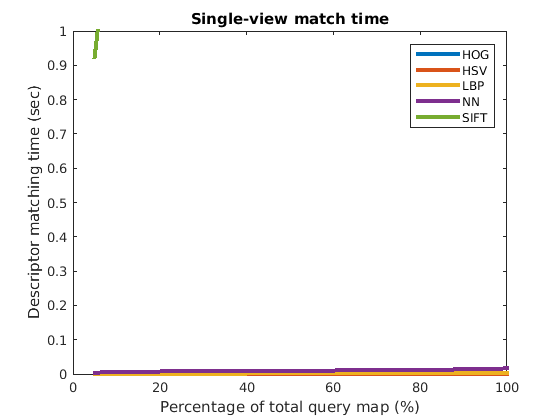 Single-view match time
Descriptor matching time (sec)
1
0.9
0.8
0.7
0.6
0.5
0.4
0.3
0.2
0.1
0
HOG
HSV
LBP
NN
SIFT
0 20 40 60 80 100
Percentage of total query map (%)